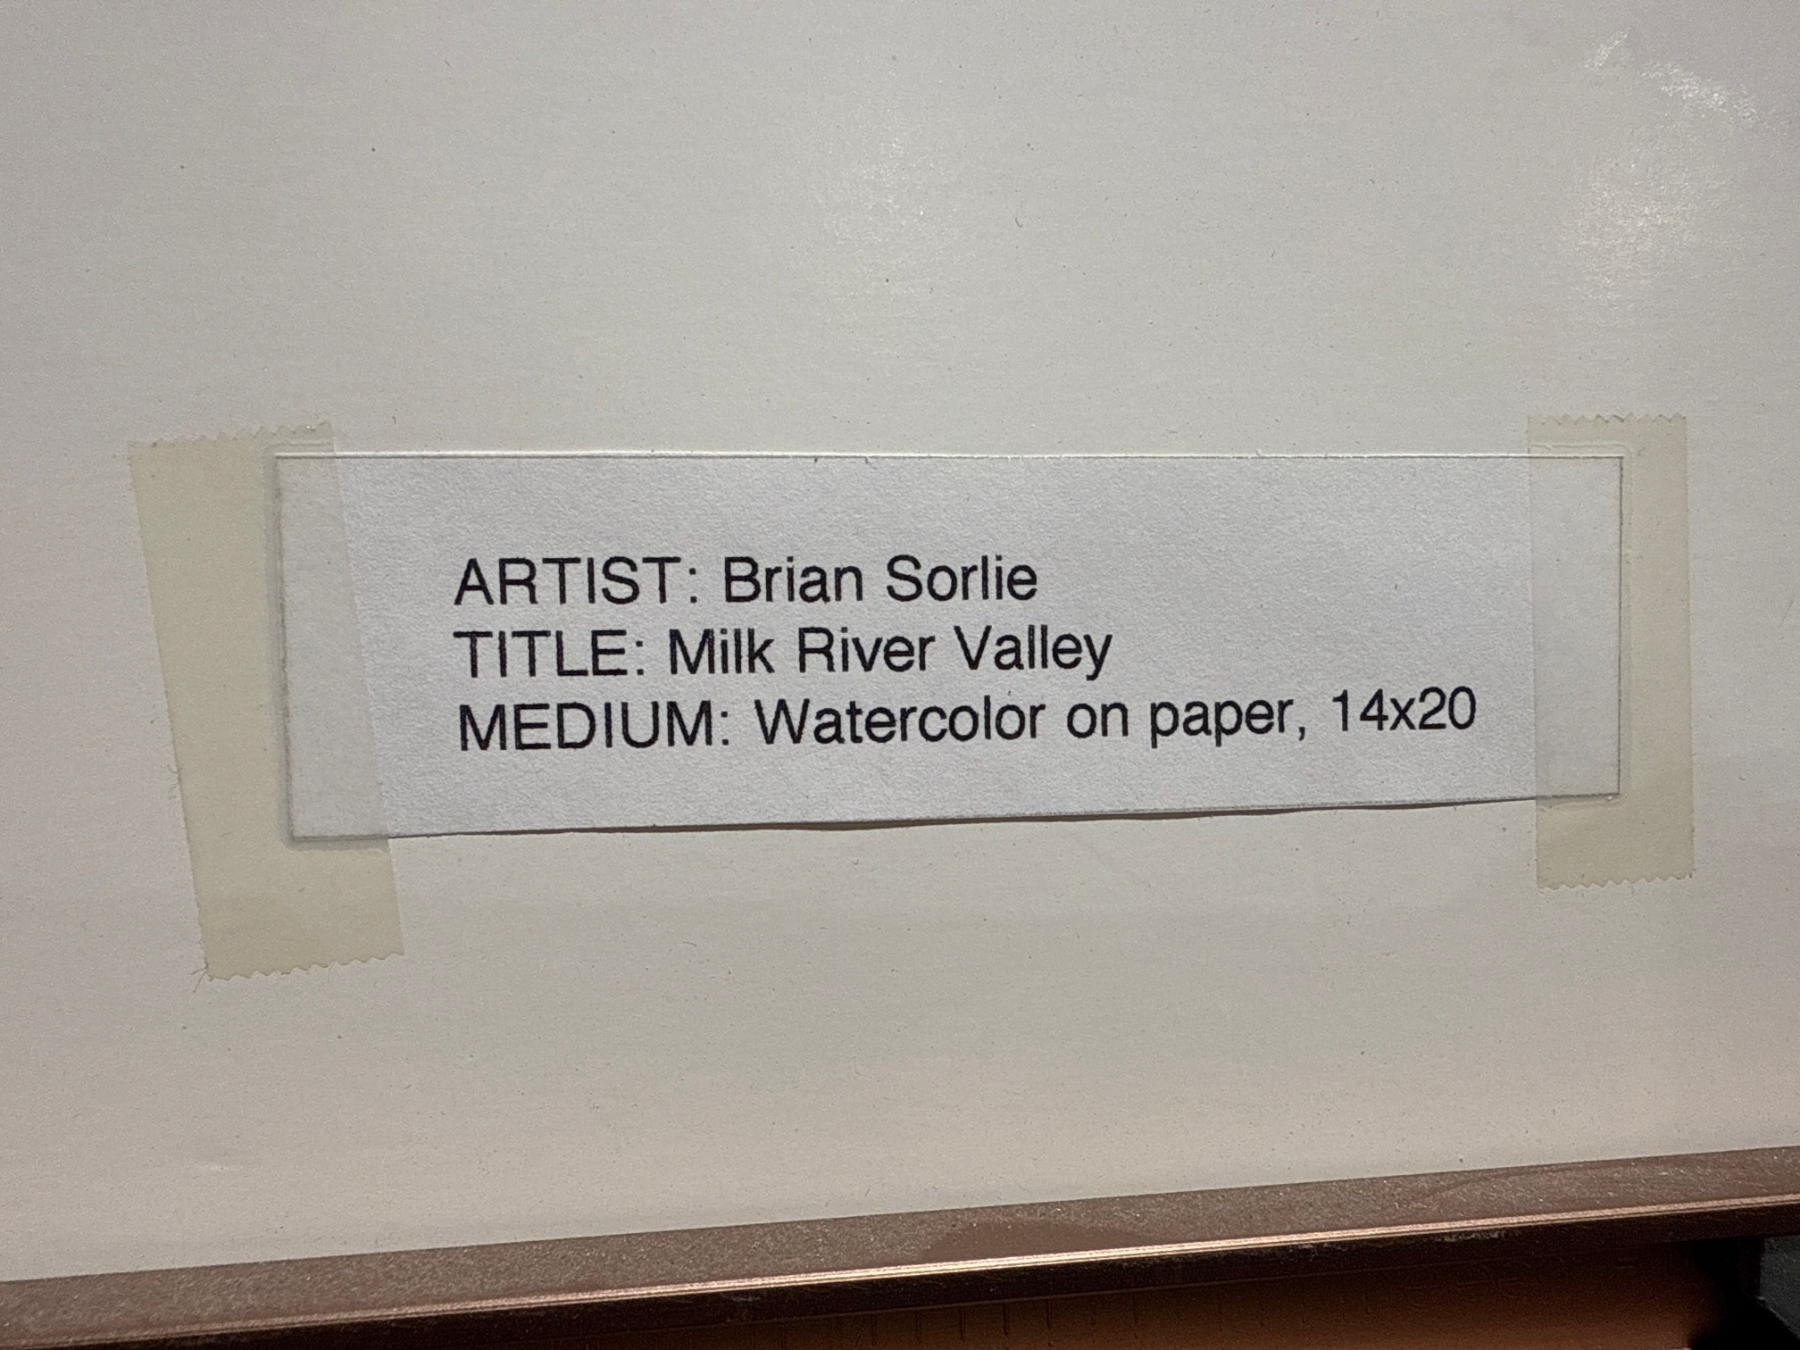 ARTIST: Brian Sorlie
TITLE: Milk River Valley
MEDIUM: Watercolor on paper, 14x20